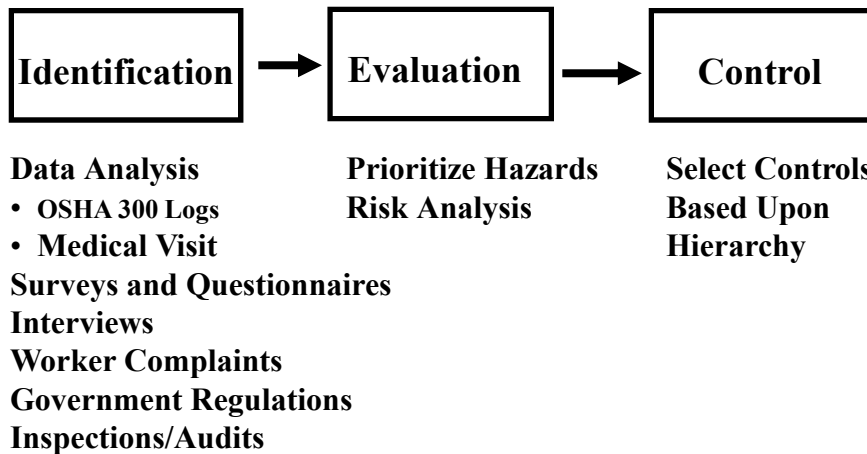 Identification
Evaluation
Control
Data Analysis
• OSHA 300 Logs
• Medical Visit
Surveys and Questionnaires
Interviews
Worker Complaints
Government Regulations
Inspections/Audits
Prioritize Hazards
Risk Analysis
Select Controls
Based Upon
Hierarchy